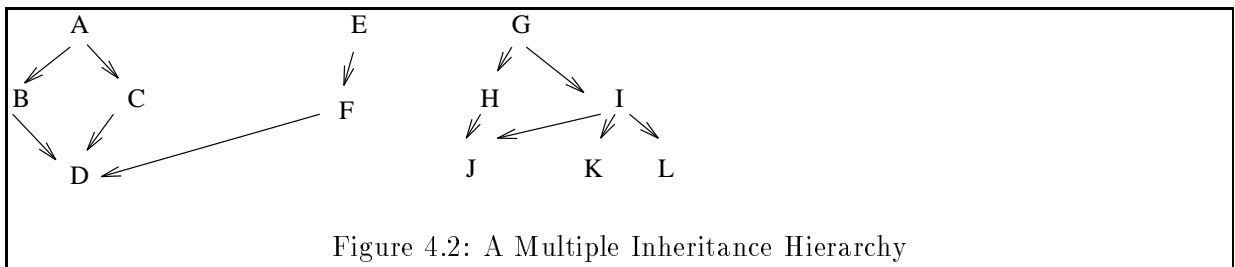 A E G
B C F H I
D J K L
Figure 4.2: A Multiple Inheritance Hierarchy